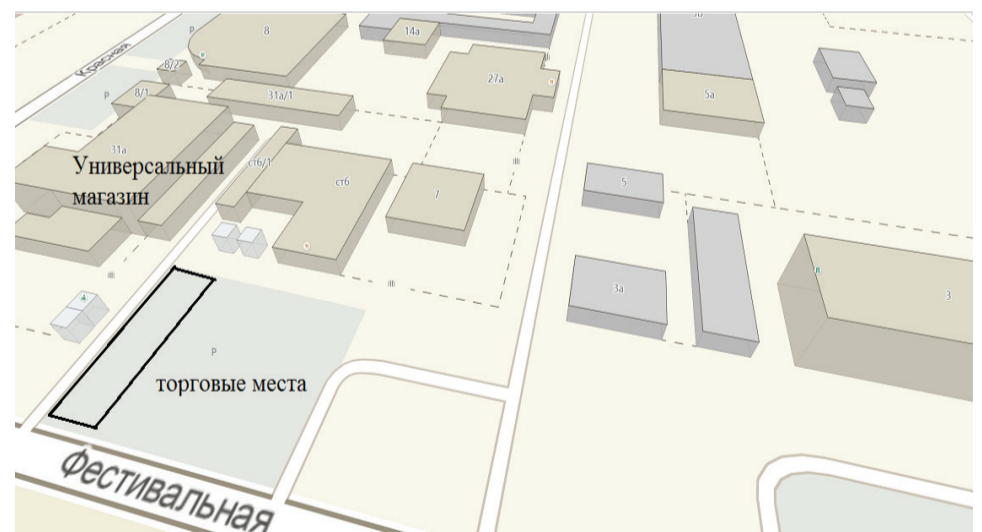 14а
8
Красная
Р
8/2
27а
8/1
Р
31а/1
5а
31а
Универсальный
магазин
ст6/1
ст6
5
3а
3
Р
торговые места
Фестивальная